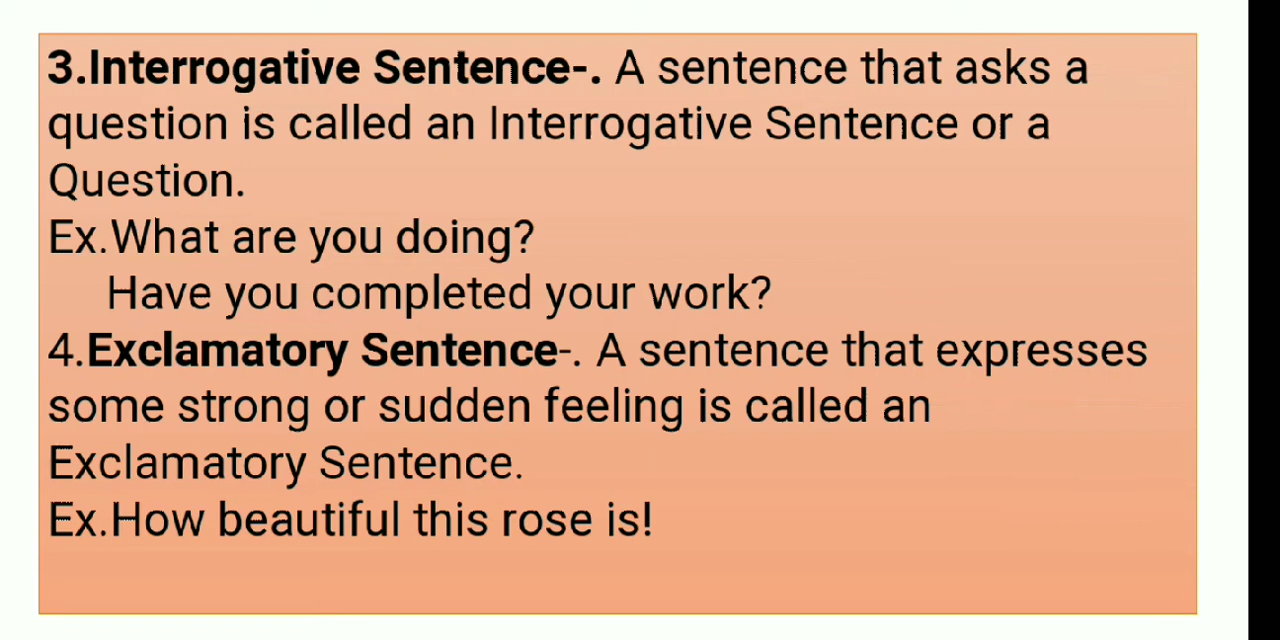 3.Interrogative Sentence-. A sentence that asks a
question is called an Interrogative Sentence or a
Question.
Ex.What are you doing?
Have you completed your work?
4.Exclamatory Sentence-. A sentence that expresses
some strong or sudden feeling is called an
Exclamatory Sentence.
Ex.How beautiful this rose is!